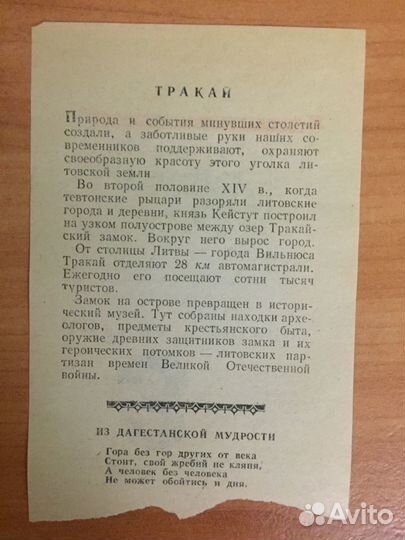 ТРАКАЙ
Природа и события минувших столетий
создали, а заботливые руки наших со-
временников поддерживают, охраняют
своеобразную красоту этого уголка ли-
товской земли.
Во второй половине XIV в., когда
тевтонские рыцари разоряли литовские
города и деревни, князь Кейстут построил
на узком полуострове между озер Тракай-
ский замок. Вокруг него вырос город.
От столицы Литвы — города Вильнюса
Тракай отделяют 28 км автомагистрали.
Ежегодно его посещают сотни тысяч
туристов.
Замок на острове превращен в истори-
ческий музей. Тут собраны находки архе-
ологов, предметы крестьянского быта,
оружие древних защитников замка и их
героических потомков — литовских пар-
тизан времен Великой Отечественной
войны.
ИЗ ДАГЕСТАНСКОЙ МУДРОСТИ
Гора без гор других от века
Стоит, свой жребий не кляня,
А человек без человека
Не может обойтись и дня.
Avito